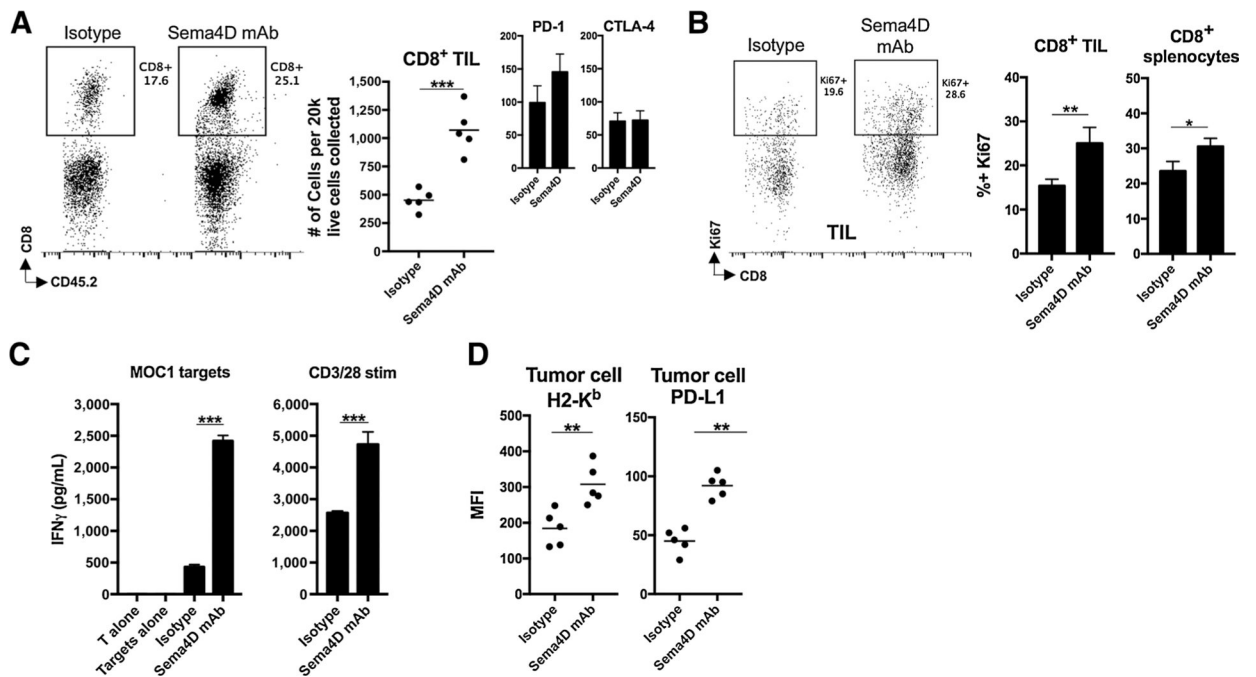 A
Isotype
Sema4D mAb
CD8+
17.6
CD8+
25.1
CD8
CD45.2
CD8+ TIL
***
# of Cells per 20k
live cells collected
1,500
1,250
1,000
750
500
250
0
Isotype
Sema4D mAb
PD-1
200
150
100
50
0
Isotype
Sema4D
CTLA-4
200
150
100
50
0
Isotype
Sema4D
B
Isotype
Sema4D
mAb
Ki67+
19.6
Ki67+
28.6
TIL
Ki67
CD8
CD8+ TIL
**
%+ Ki67
40
30
20
10
0
Isotype
Sema4D mAb
CD8+
splenocytes
*
50
40
30
20
10
0
Isotype
Sema4D mAb
C
MOC1 targets
***
IFNγ (pg/mL)
3,000
2,500
2,000
1,500
1,000
500
0
T alone
Targets alone
Isotype
Sema4D mAb
CD3/28 stim
***
6,000
5,000
4,000
3,000
2,000
1,000
0
Isotype
Sema4D mAb
D
Tumor cell
H2-Kb
**
MFI
500
400
300
200
100
0
Isotype
Sema4D mAb
Tumor cell
PD-L1
**
150
100
50
0
Isotype
Sema4D mAb